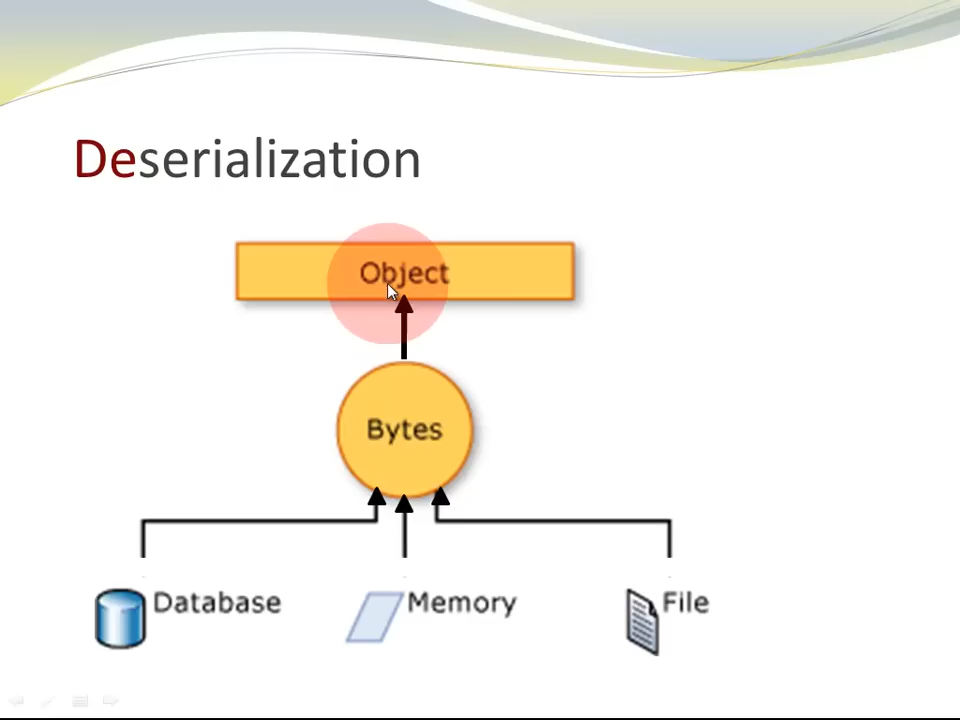 Deserialization
Object
Bytes
Database
Memory
File